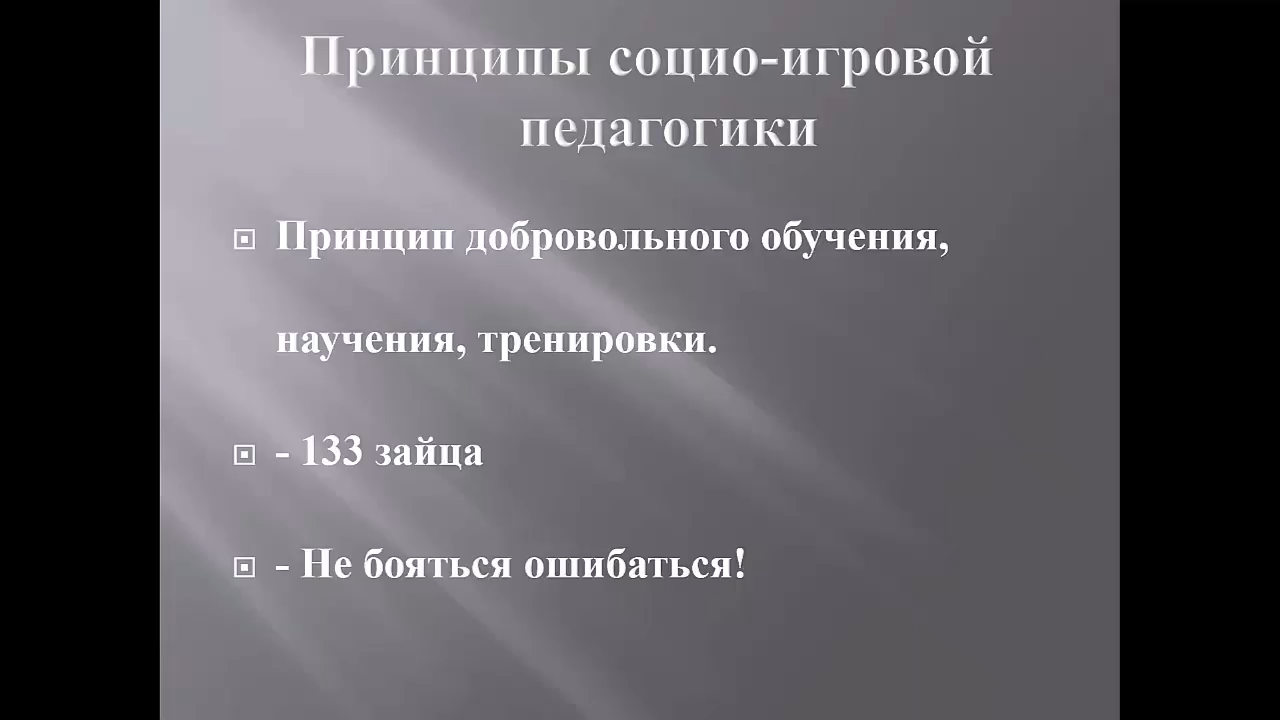 Принципы социо-игровой
педагогики
Принцип добровольного обучения,
научения, тренировки.
- 133 зайца
- Не бояться ошибаться!